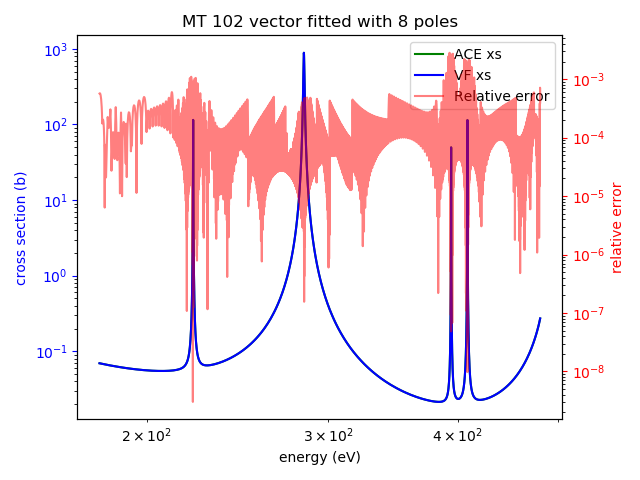 MT 102 vector fitted with 8 poles
ACE xs
VF xs
Relative error
cross section (b)
10³
10²
10¹
10⁰
10⁻¹
relative error
10⁻³
10⁻⁴
10⁻⁵
10⁻⁶
10⁻⁷
10⁻⁸
2 × 10² 3 × 10² 4 × 10²
energy (eV)